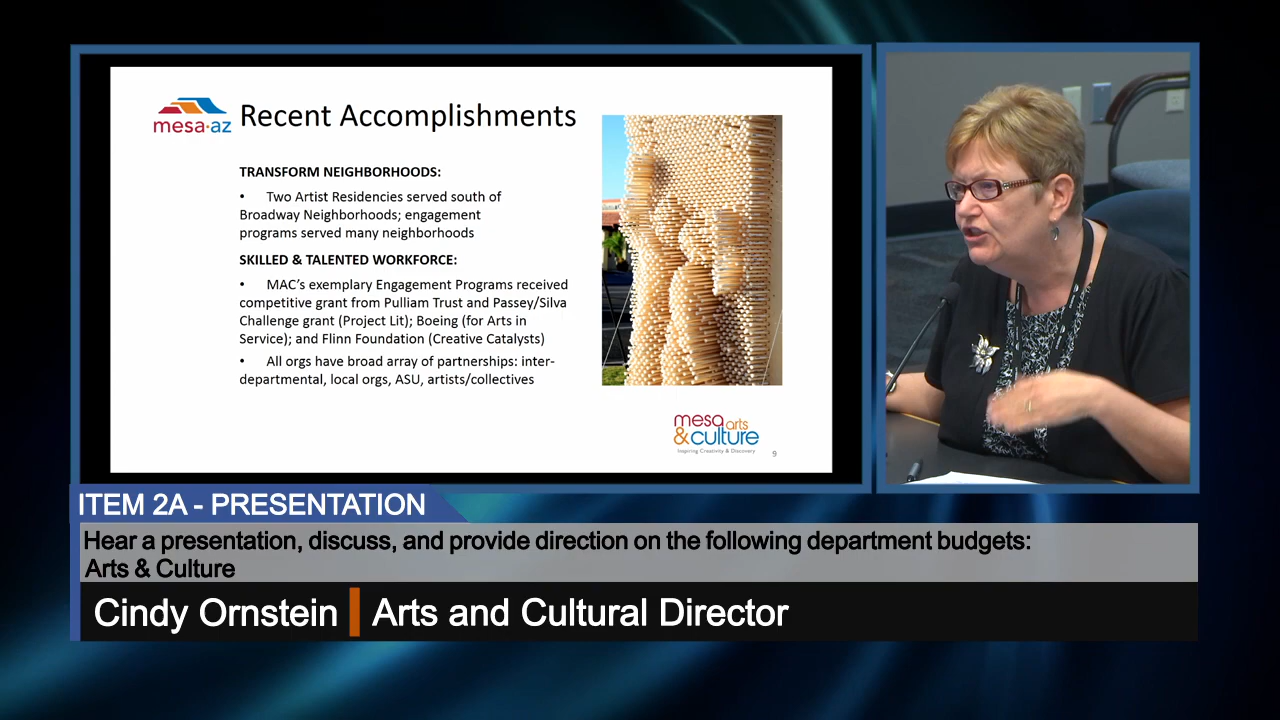 mesa·az
Recent Accomplishments
TRANSFORM NEIGHBORHOODS:
• Two Artist Residencies served south of
Broadway Neighborhoods; engagement
programs served many neighborhoods
SKILLED & TALENTED WORKFORCE:
• MAC's exemplary Engagement Programs received
competitive grant from Pulliam Trust and Passey/Silva
Challenge grant (Project Lit); Boeing (for Arts in
Service); and Flinn Foundation (Creative Catalysts)
• All orgs have broad array of partnerships: inter-
departmental, local orgs, ASU, artists/collectives
mesa arts
&culture
Inspiring Creativity & Discovery
9
ITEM 2A - PRESENTATION
Hear a presentation, discuss, and provide direction on the following department budgets:
Arts & Culture
Cindy Ornstein | Arts and Cultural Director